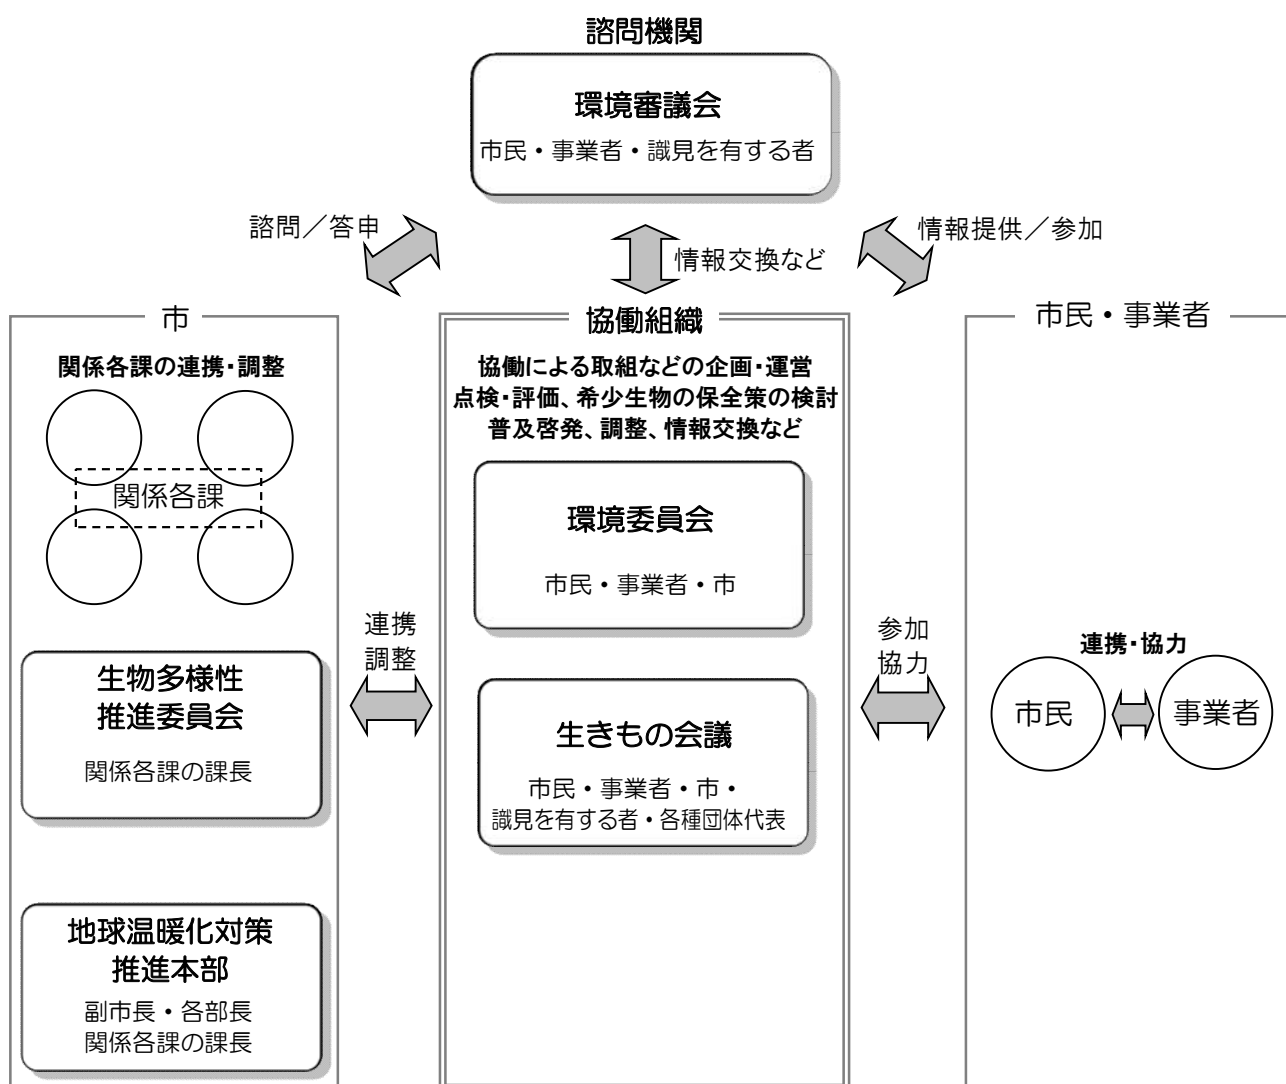 諮問機関
環境審議会
市民・事業者・識見を有する者
諮問／答申
情報交換など
情報提供／参加
市
関係各課の連携・調整
関係各課
生物多様性
推進委員会
関係各課の課長
地球温暖化対策
推進本部
副市長・各部長
関係各課の課長
連携
調整
協働組織
協働による取組などの企画・運営
点検・評価、希少生物の保全策の検討
普及啓発、調整、情報交換など
環境委員会
市民・事業者・市
生きもの会議
市民・事業者・市・
識見を有する者・各種団体代表
参加
協力
市民・事業者
連携・協力
市民
事業者